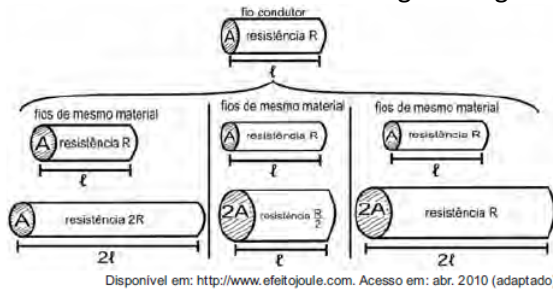 fio condutor
A resistência R
ℓ
fios de mesmo material
A resistência R
ℓ
A resistência 2R
2ℓ
fios de mesmo material
A resistência R
ℓ
2A resistência R/2
ℓ
fios de mesmo material
A resistência R
ℓ
2A resistência R
2ℓ
Disponível em: http://www.efeitojoule.com. Acesso em: abr. 2010 (adaptado